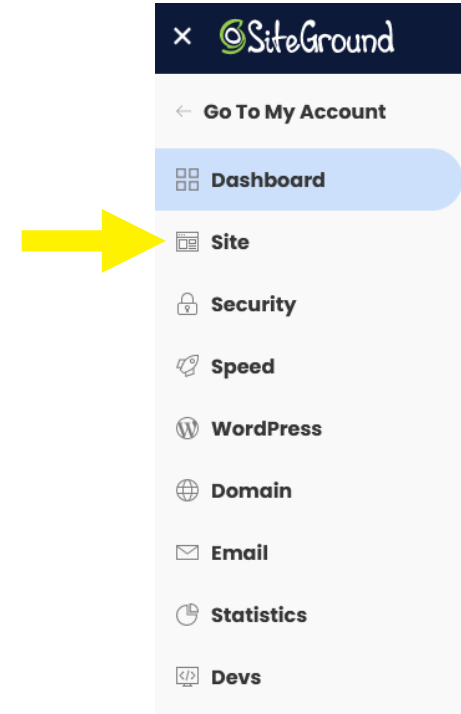 SiteGround
Go To My Account
Dashboard
Site
Security
Speed
WordPress
Domain
Email
Statistics
Devs